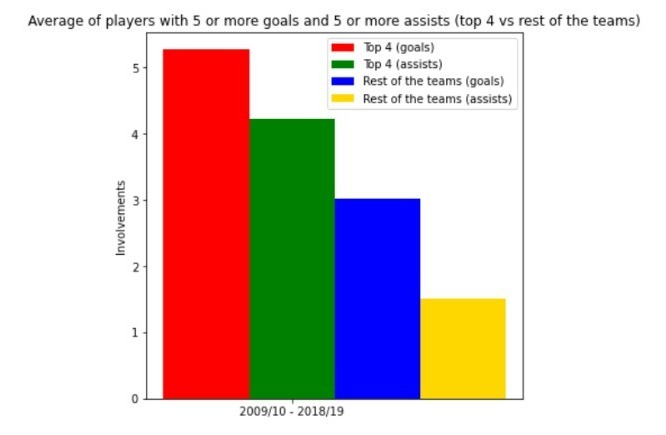 Average of players with 5 or more goals and 5 or more assists (top 4 vs rest of the teams)
Top 4 (goals)
Top 4 (assists)
Rest of the teams (goals)
Rest of the teams (assists)
5
4
3
2
1
0
Involvements
2009/10 - 2018/19